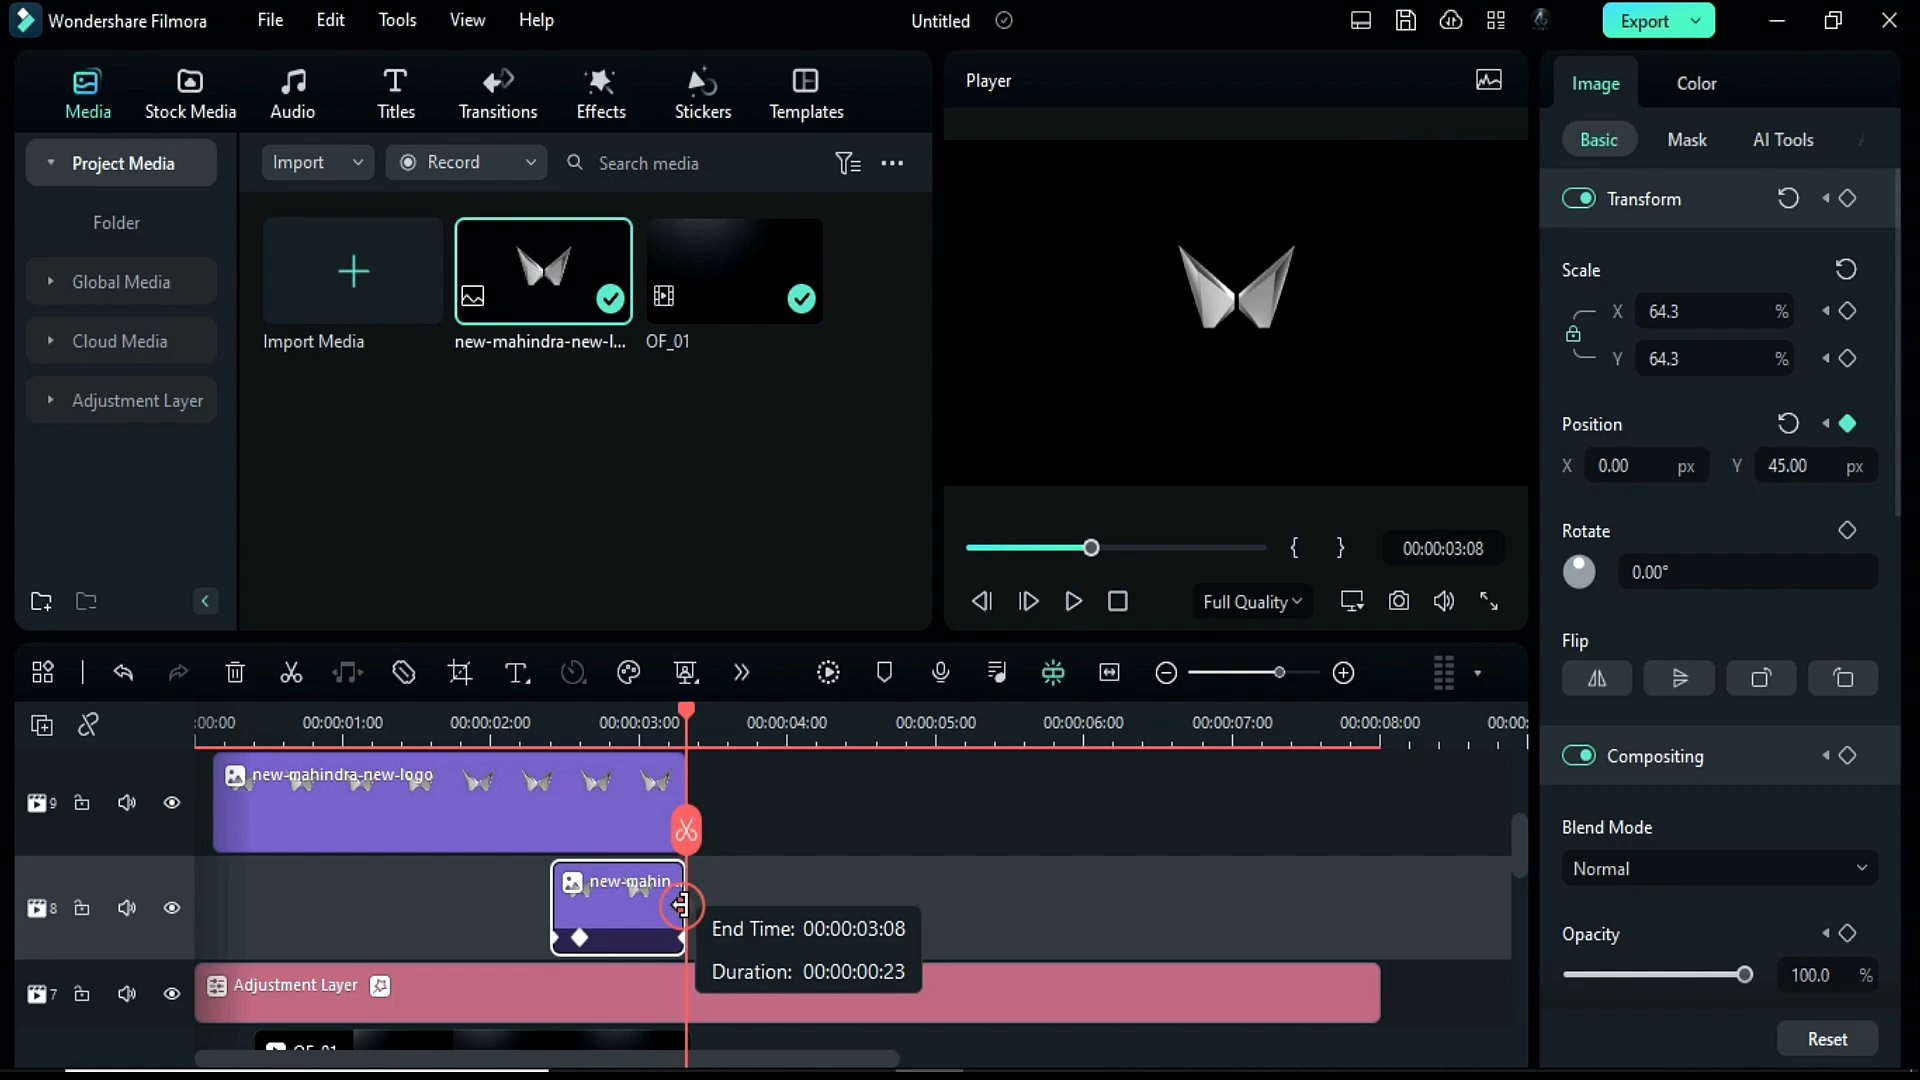 Wondershare Filmora
File
Edit
Tools
View
Help
Untitled
Export
Media
Stock Media
Audio
Titles
Transitions
Effects
Stickers
Templates
Player
Image
Color
Basic
Mask
AI Tools
Project Media
Folder
Global Media
Cloud Media
Adjustment Layer
Import
Record
Search media
Import Media
new-mahindra-new-l...
OF_01
Transform
Scale
X
64.3
%
Y
64.3
%
Position
X
0.00
px
Y
45.00
px
Rotate
0.00°
Flip
Full Quality
00:00:03:08
:00:00
00:00:01:00
00:00:02:00
00:00:03:00
00:00:04:00
00:00:05:00
00:00:06:00
00:00:07:00
00:00:08:00
00:00:
9
new-mahindra-new-logo
8
new-mahin...
End Time: 00:00:03:08
Duration: 00:00:00:23
7
Adjustment Layer
OF_01
Compositing
Blend Mode
Normal
Opacity
100.0
%
Reset